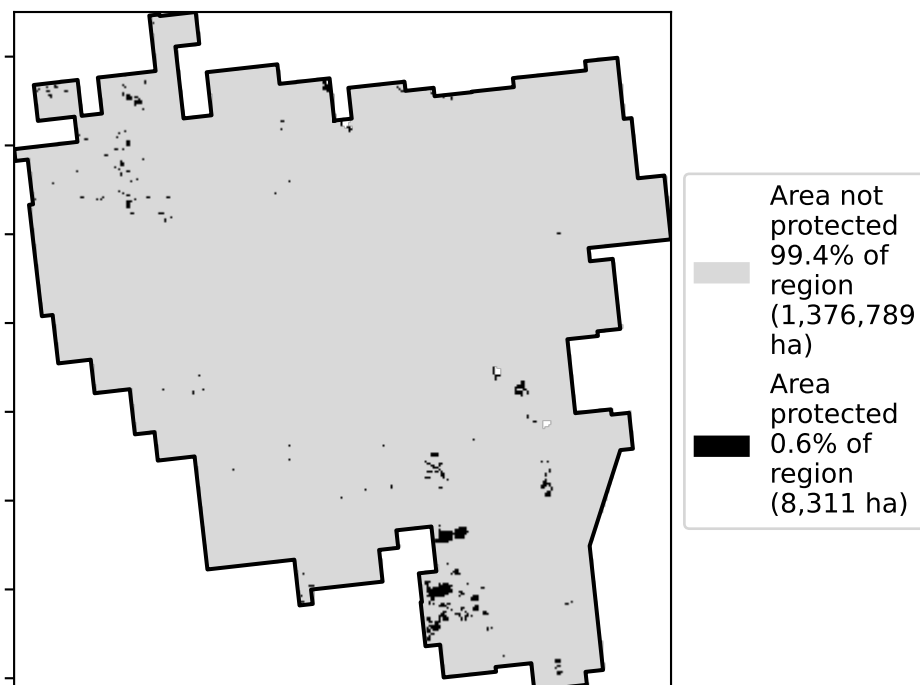 Area not
protected
99.4% of
region
(1,376,789
ha)
Area
protected
0.6% of
region
(8,311 ha)